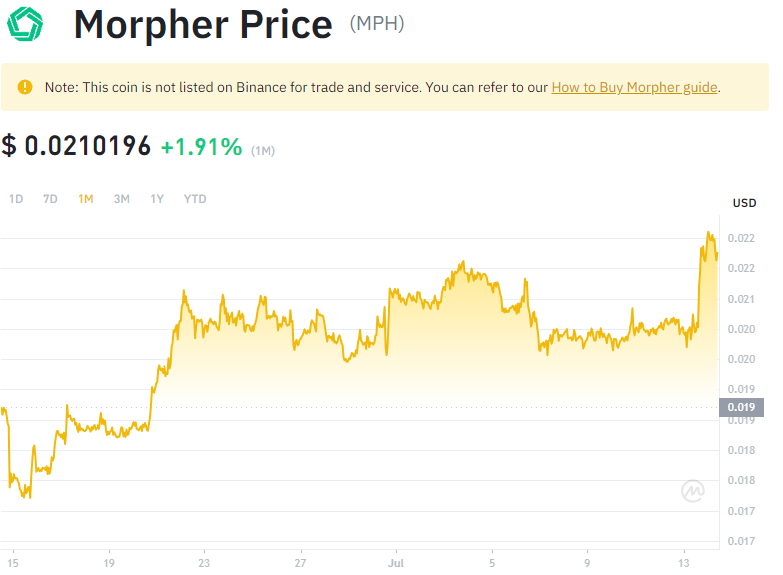 Morpher Price (MPH)
Note: This coin is not listed on Binance for trade and service. You can refer to our How to Buy Morpher guide.
$ 0.0210196 +1.91% (1M)
1D 7D 1M 3M 1Y YTD
USD
0.022
0.022
0.021
0.020
0.020
0.019
0.019
0.019
0.018
0.018
0.017
0.017
15 19 23 27 Jul 5 9 13